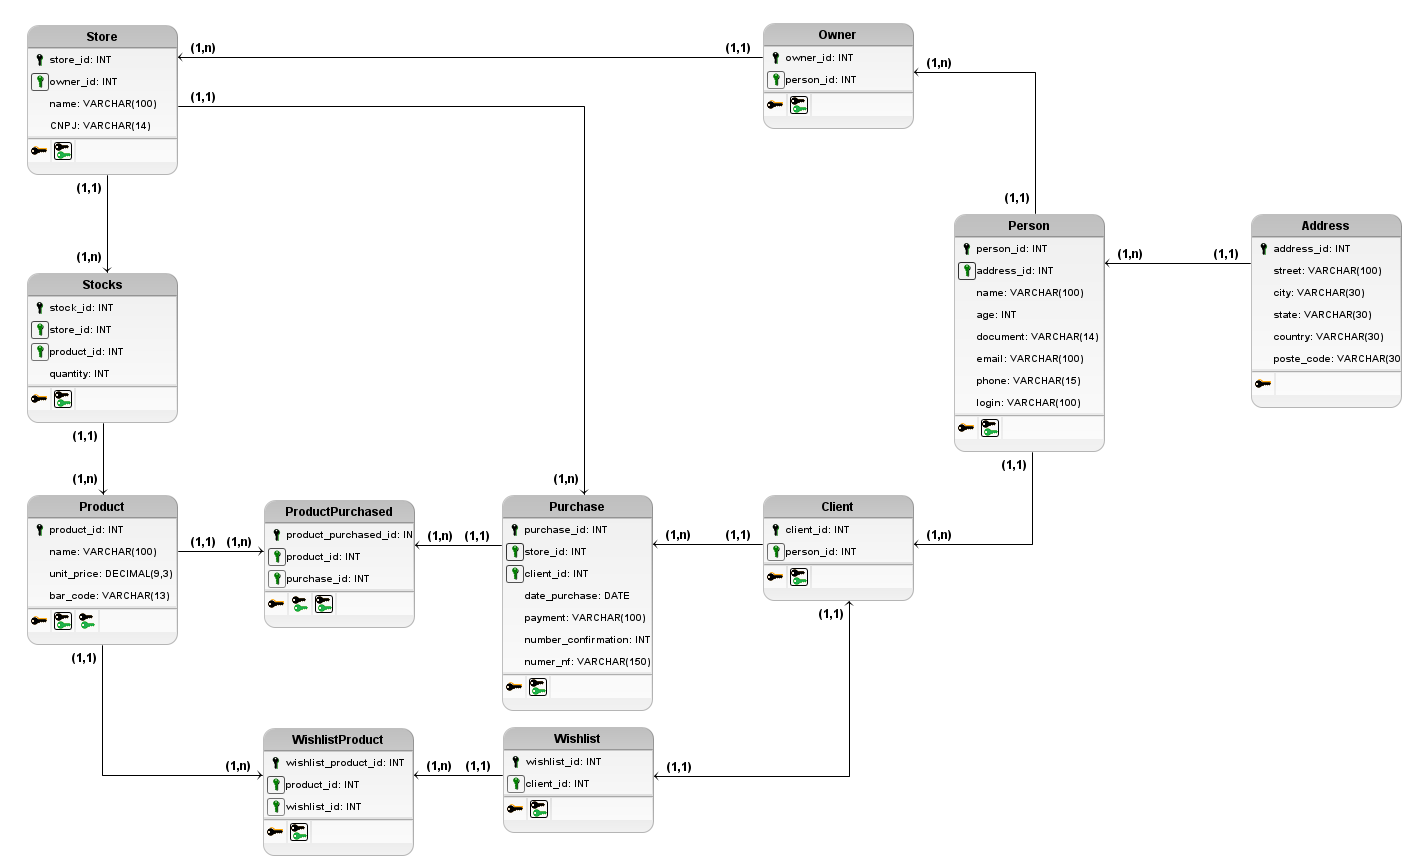 Store
store_id: INT
owner_id: INT
name: VARCHAR(100)
CNPJ: VARCHAR(14)
(1,n)
(1,1)
(1,1)
Owner
owner_id: INT
person_id: INT
(1,n)
(1,1)
(1,1)
(1,n)
Stocks
stock_id: INT
store_id: INT
product_id: INT
quantity: INT
Person
person_id: INT
address_id: INT
name: VARCHAR(100)
age: INT
document: VARCHAR(14)
email: VARCHAR(100)
phone: VARCHAR(15)
login: VARCHAR(100)
(1,n)
(1,1)
Address
address_id: INT
street: VARCHAR(100)
city: VARCHAR(30)
state: VARCHAR(30)
country: VARCHAR(30)
poste_code: VARCHAR(30
(1,1)
(1,n)
Product
product_id: INT
name: VARCHAR(100)
unit_price: DECIMAL(9,3)
bar_code: VARCHAR(13)
(1,1)
(1,n)
ProductPurchased
product_purchased_id: IN
product_id: INT
purchase_id: INT
(1,n)
(1,1)
(1,n)
Purchase
purchase_id: INT
store_id: INT
client_id: INT
date_purchase: DATE
payment: VARCHAR(100)
number_confirmation: INT
numer_nf: VARCHAR(150)
(1,n)
(1,1)
Client
client_id: INT
person_id: INT
(1,1)
(1,n)
(1,1)
(1,1)
(1,n)
WishlistProduct
wishlist_product_id: INT
product_id: INT
wishlist_id: INT
(1,n)
(1,1)
Wishlist
wishlist_id: INT
client_id: INT
(1,1)